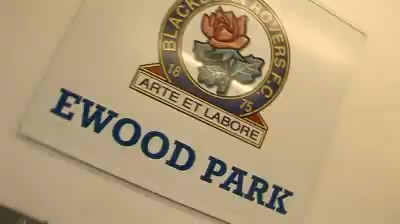 BLACKBURN ROVERS F.C.
18 75
ARTE ET LABORE
EWOOD PARK